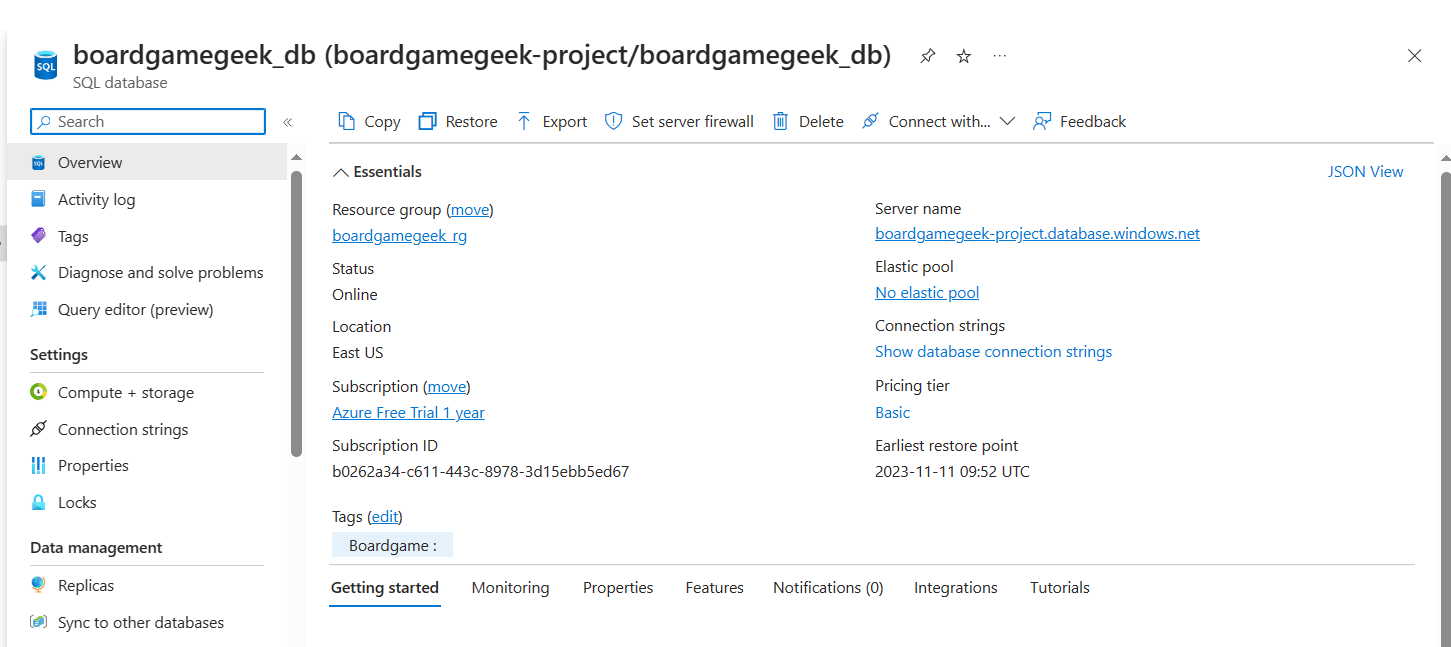 boardgamegeek_db (boardgamegeek-project/boardgamegeek_db) ...
SQL
SQL database
Search «
Copy Restore Export Set server firewall Delete Connect with... Feedback
Overview
Activity log
Tags
Diagnose and solve problems
Query editor (preview)
Settings
Compute + storage
Connection strings
Properties
Locks
Data management
Replicas
Sync to other databases
Essentials
JSON View
Resource group (move)
boardgamegeek_rg
Status
Online
Location
East US
Subscription (move)
Azure Free Trial 1 year
Subscription ID
b0262a34-c611-443c-8978-3d15ebb5ed67
Server name
boardgamegeek-project.database.windows.net
Elastic pool
No elastic pool
Connection strings
Show database connection strings
Pricing tier
Basic
Earliest restore point
2023-11-11 09:52 UTC
Tags (edit)
Boardgame :
Getting started Monitoring Properties Features Notifications (0) Integrations Tutorials